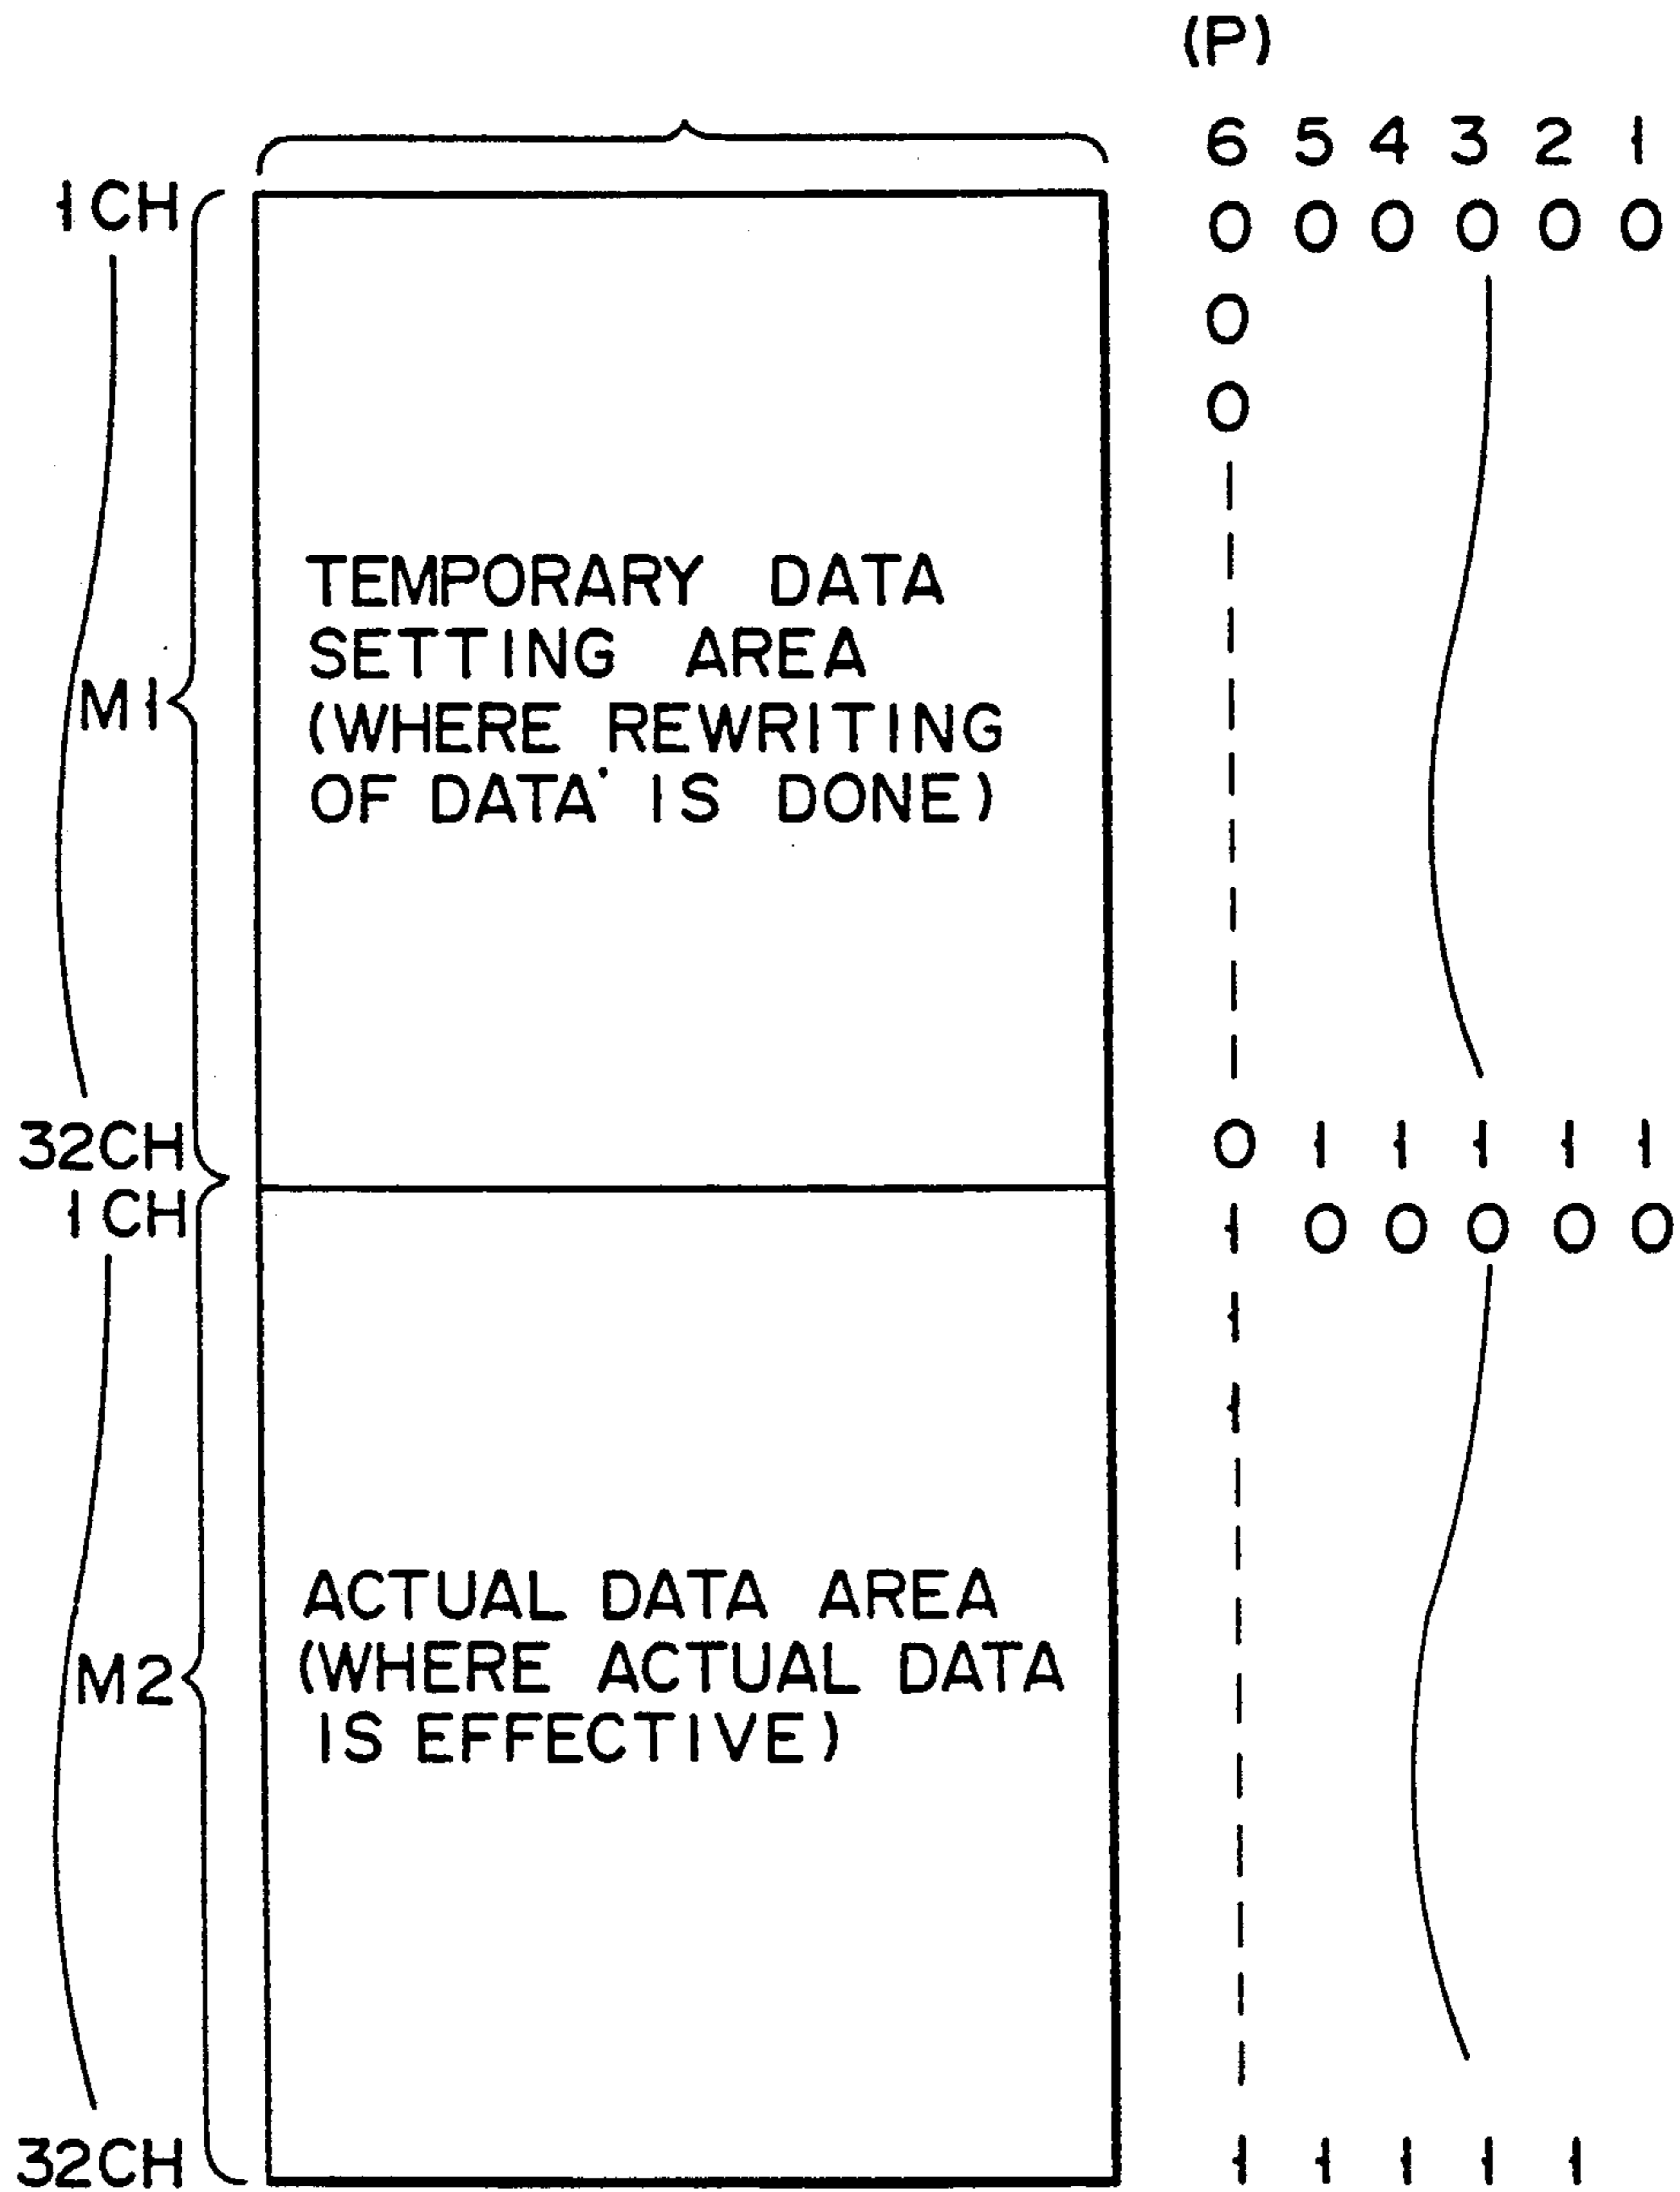 (P)
6 5 4 3 2 1
1CH 0 0 0 0 0 0
0
0
TEMPORARY DATA
SETTING AREA
(WHERE REWRITING
OF DATA IS DONE)
M1
32CH 0 1 1 1 1 1
1CH 1 0 0 0 0 0
1
1
ACTUAL DATA AREA
(WHERE ACTUAL DATA
IS EFFECTIVE)
M2
32CH 1 1 1 1 1